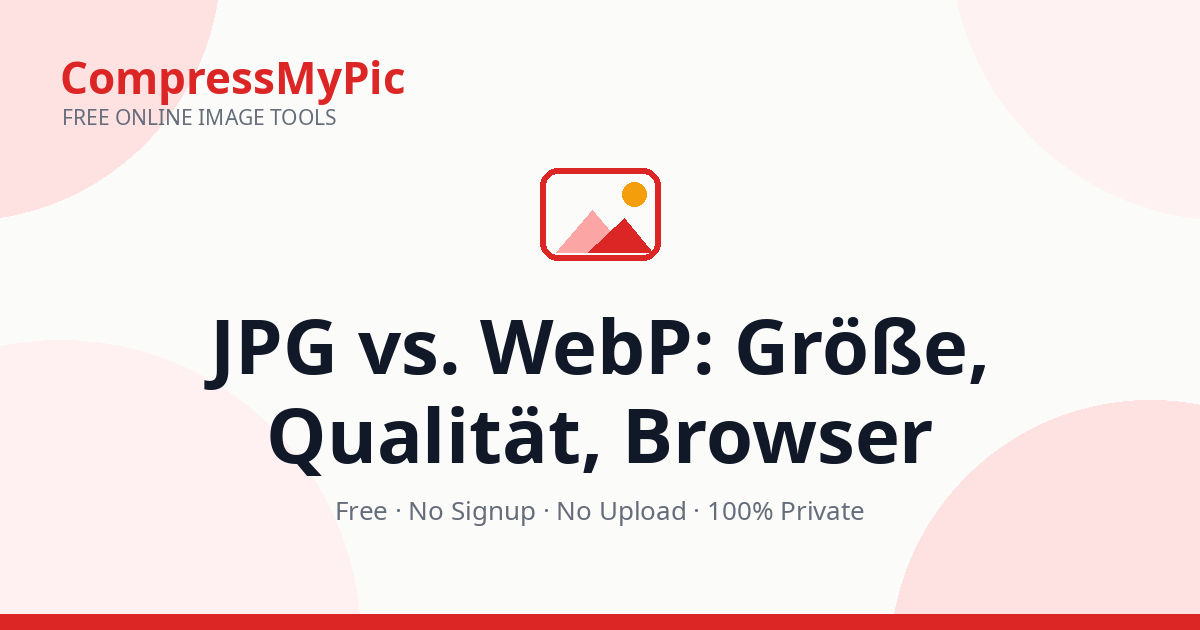 CompressMyPic
FREE ONLINE IMAGE TOOLS
JPG vs. WebP: Größe,
Qualität, Browser
Free · No Signup · No Upload · 100% Private